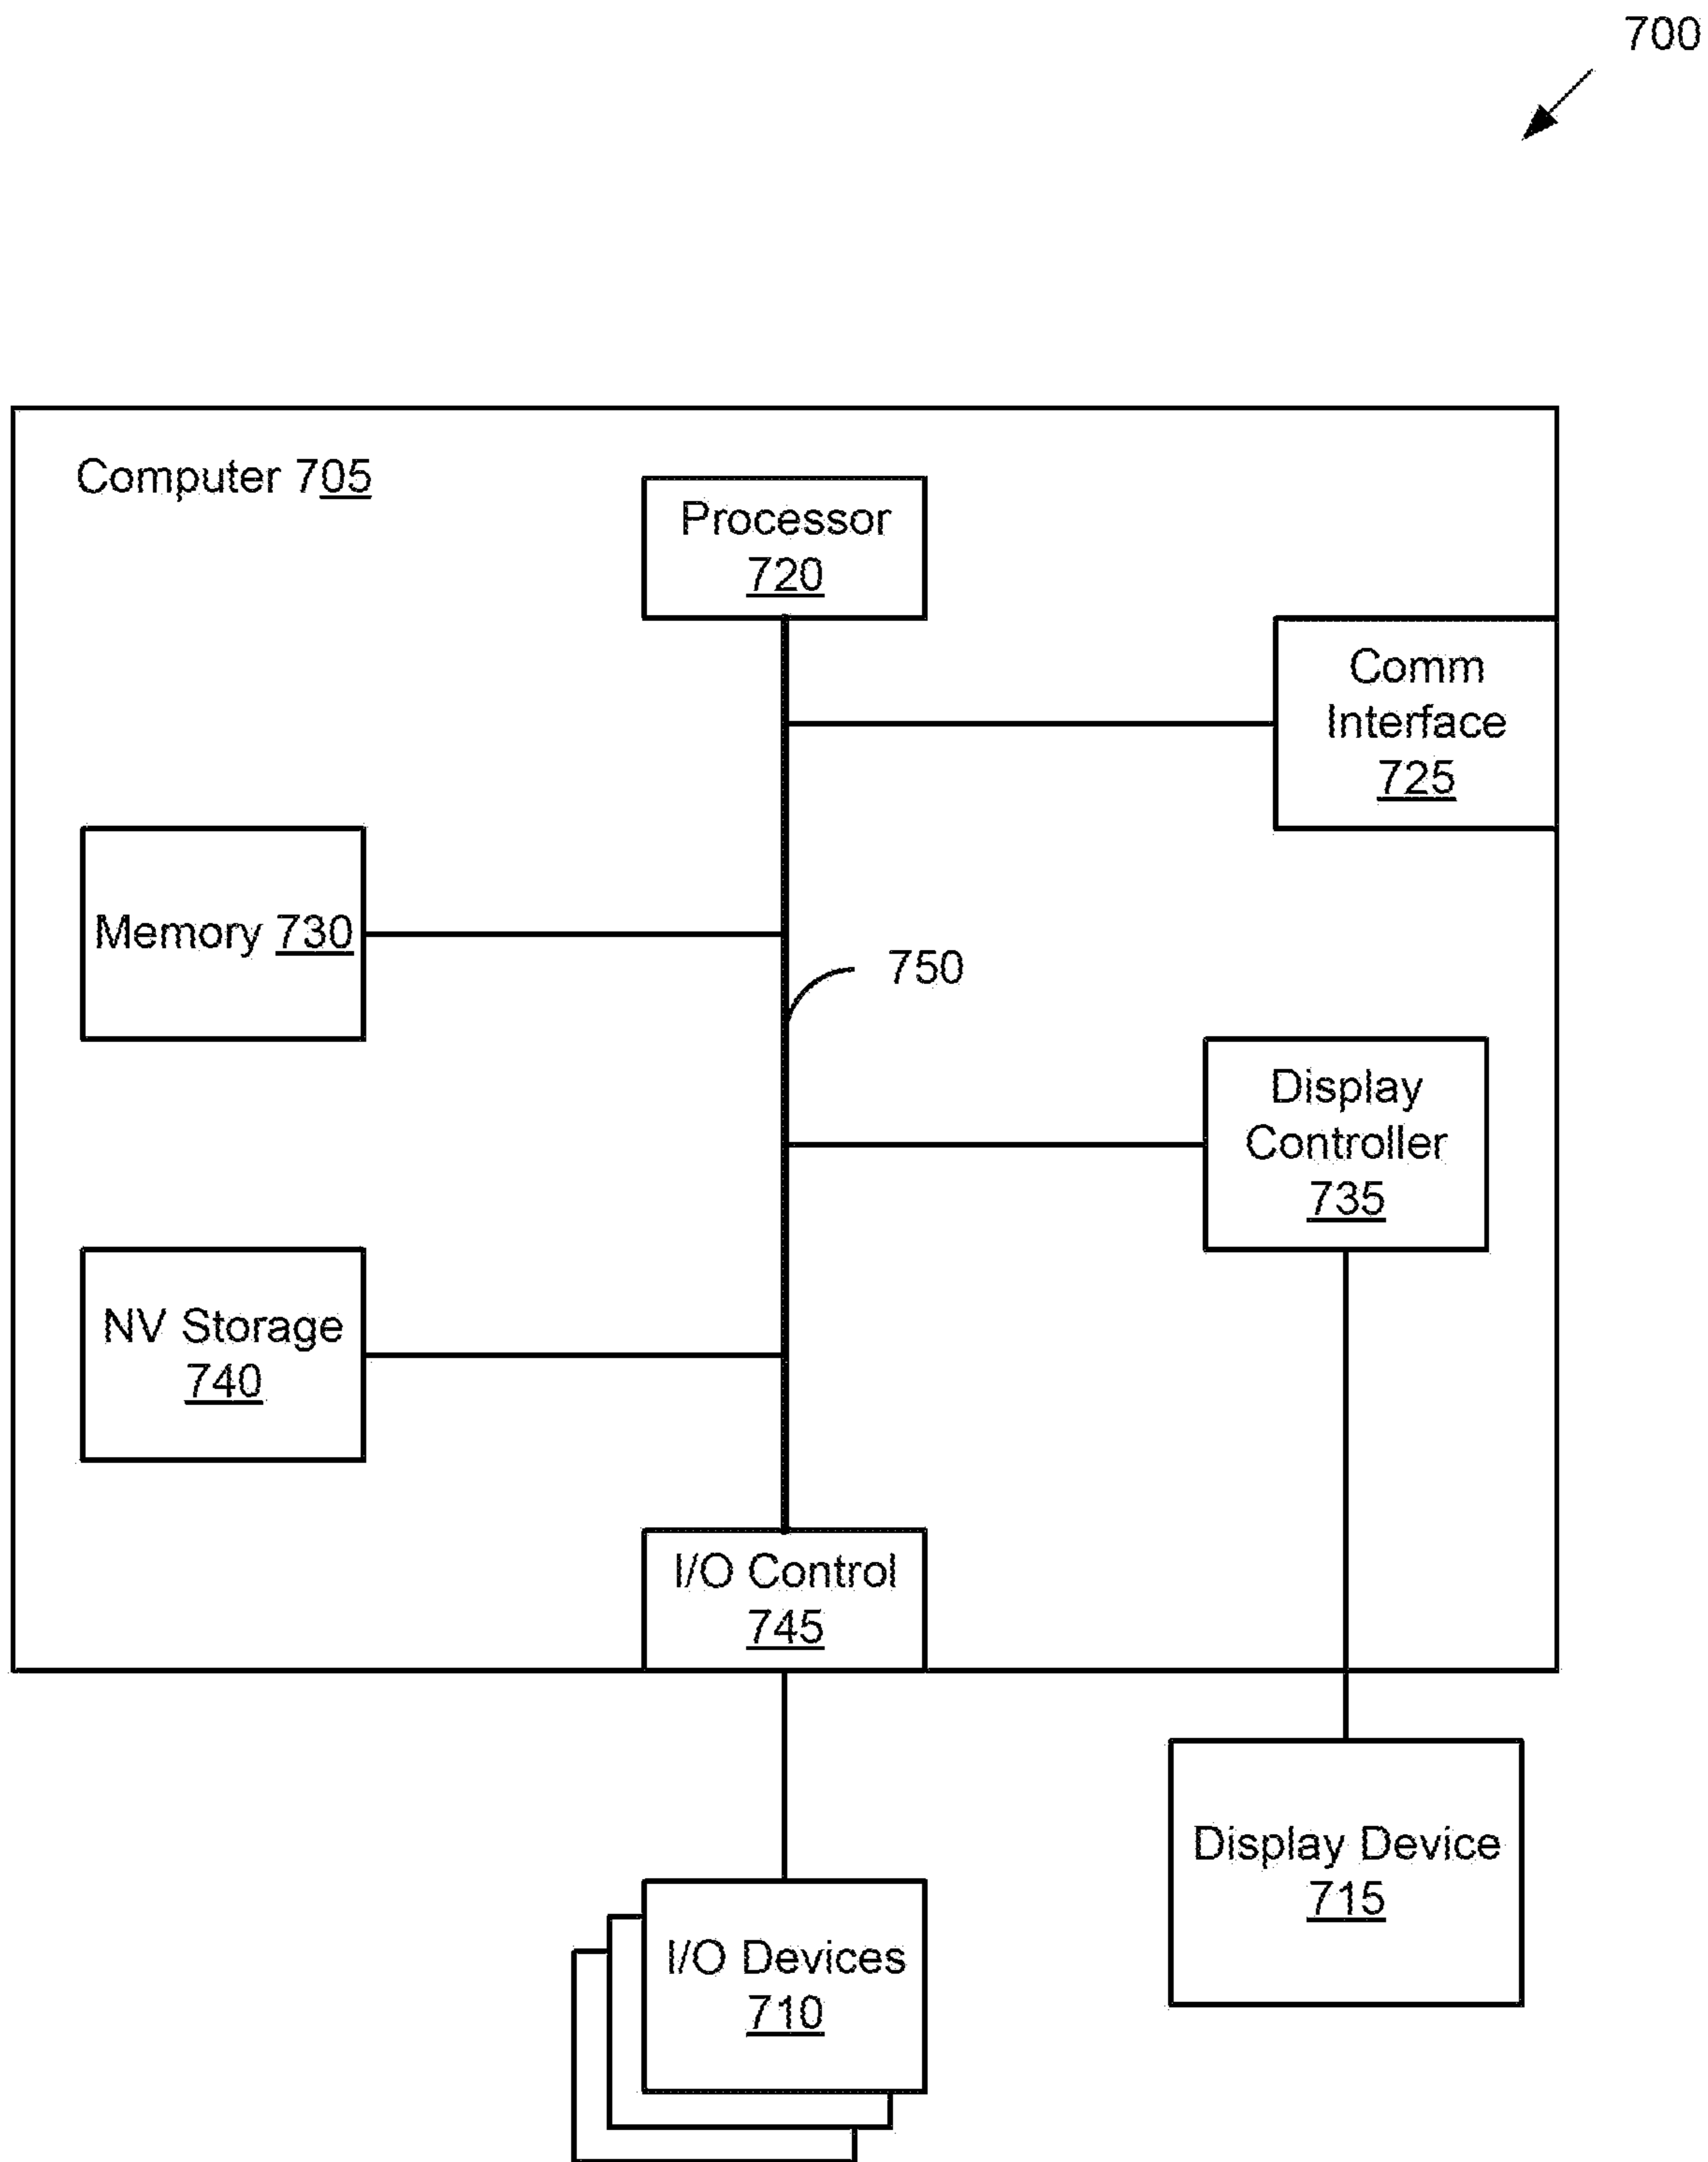 700
Computer 705
Processor
720
Comm
Interface
725
Memory 730
750
Display
Controller
735
NV Storage
740
I/O Control
745
Display Device
715
I/O Devices
710